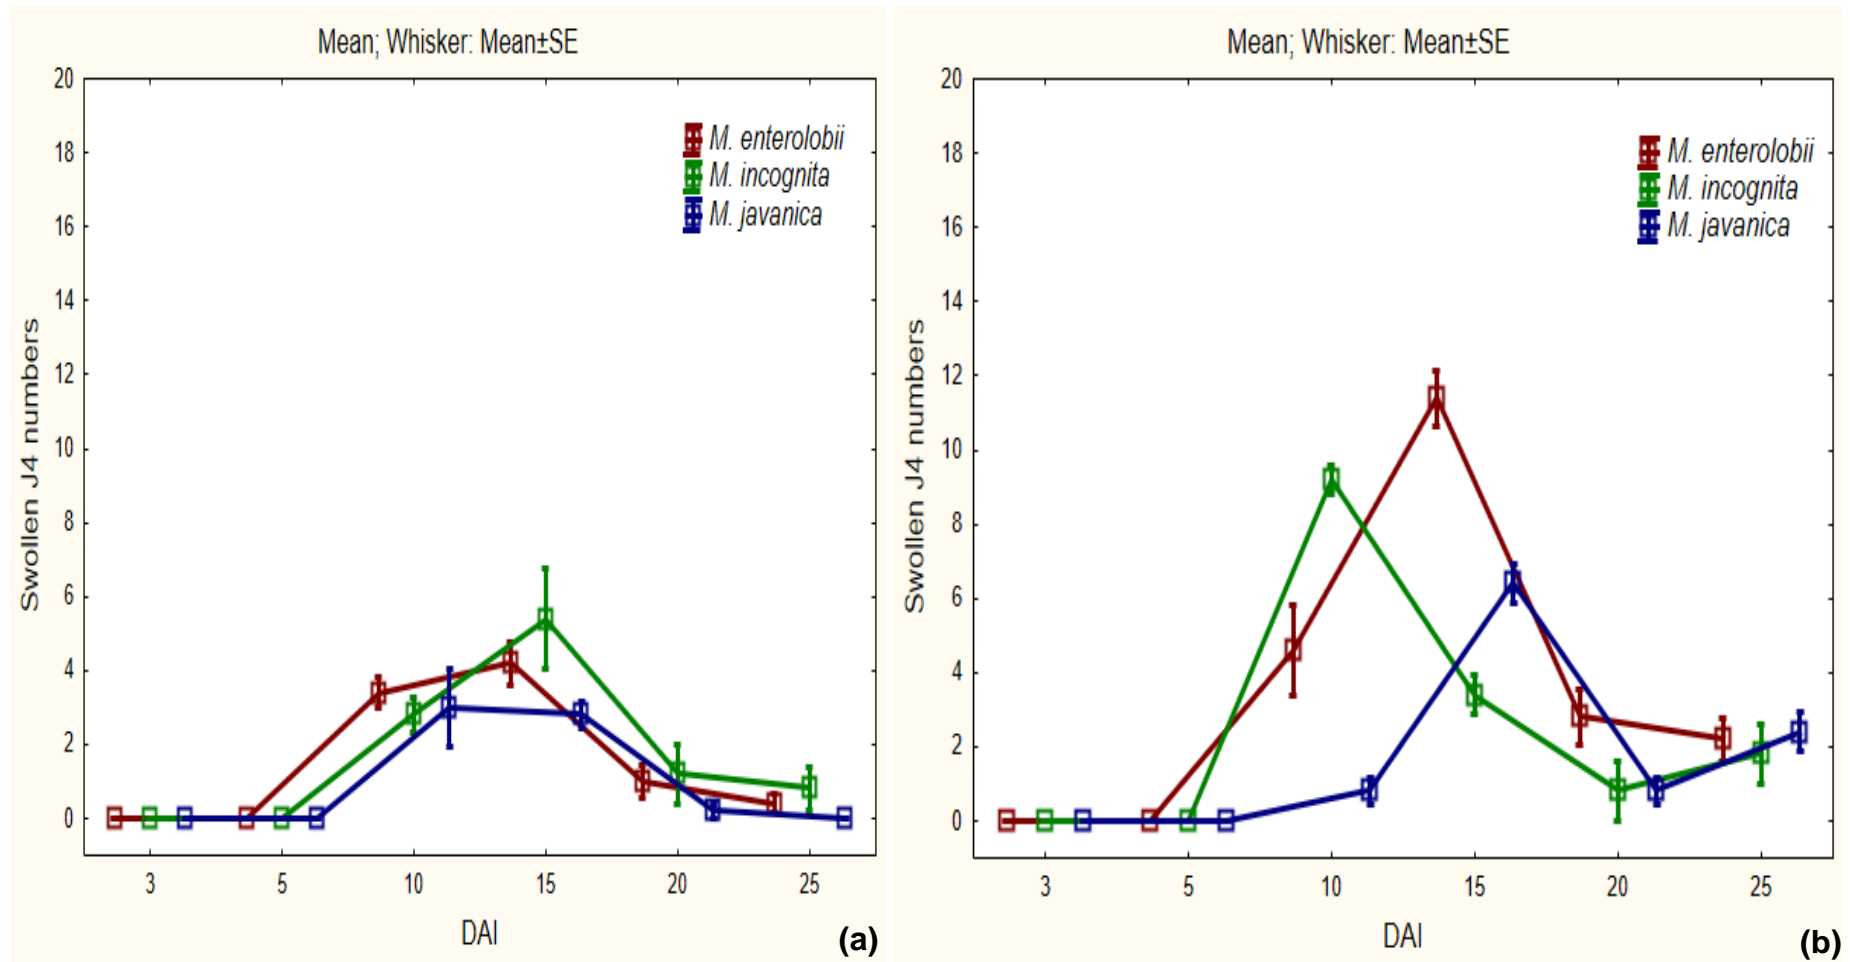 Mean; Whisker: Mean±SE
20
18
16
14
12
10
8
6
4
2
0
Swollen J4 numbers
M. enterolobii
M. incognita
M. javanica
3 5 10 15 20 25
DAI
(a)
Mean; Whisker: Mean±SE
20
18
16
14
12
10
8
6
4
2
0
Swollen J4 numbers
M. enterolobii
M. incognita
M. javanica
3 5 10 15 20 25
DAI
(b)